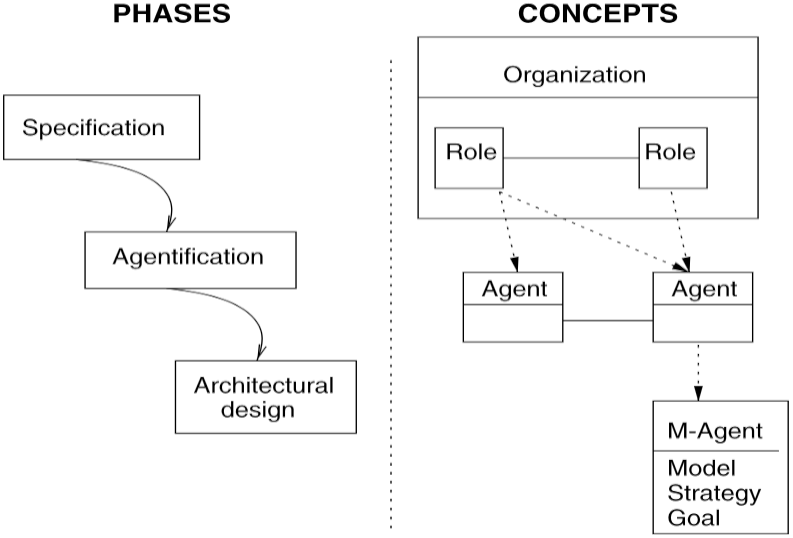 PHASES
CONCEPTS
Specification
Agentification
Architectural
design
Organization
Role
Role
Agent
Agent
M-Agent
Model
Strategy
Goal